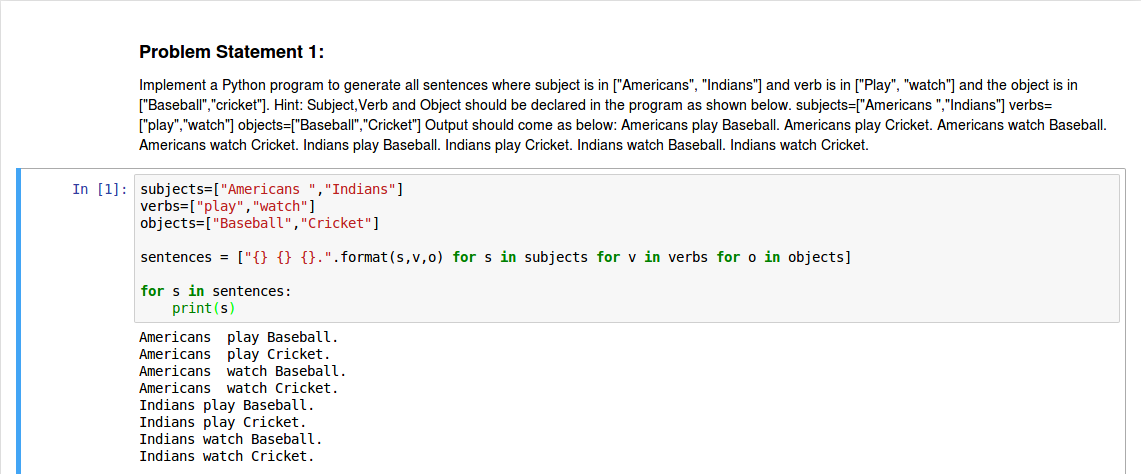 Problem Statement 1:
Implement a Python program to generate all sentences where subject is in ["Americans", "Indians"] and verb is in ["Play", "watch"] and the object is in
["Baseball","cricket"]. Hint: Subject,Verb and Object should be declared in the program as shown below. subjects=["Americans ","Indians"] verbs=
["play","watch"] objects=["Baseball","Cricket"] Output should come as below: Americans play Baseball. Americans play Cricket. Americans watch Baseball.
Americans watch Cricket. Indians play Baseball. Indians play Cricket. Indians watch Baseball. Indians watch Cricket.
In [1]: subjects=["Americans ","Indians"]
verbs=["play","watch"]
objects=["Baseball","Cricket"]
sentences = ["{} {} {}.".format(s,v,o) for s in subjects for v in verbs for o in objects]
for s in sentences:
    print(s)
Americans  play Baseball.
Americans  play Cricket.
Americans  watch Baseball.
Americans  watch Cricket.
Indians play Baseball.
Indians play Cricket.
Indians watch Baseball.
Indians watch Cricket.